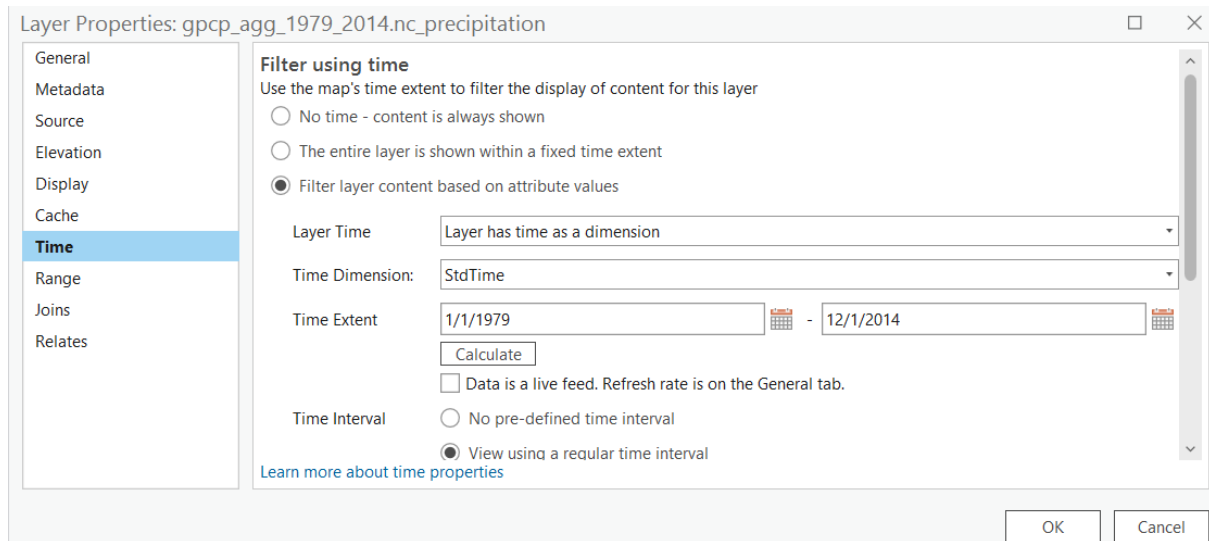 Layer Properties: gpcp_agg_1979_2014.nc_precipitation
General
Metadata
Source
Elevation
Display
Cache
Time
Range
Joins
Relates
Filter using time
Use the map's time extent to filter the display of content for this layer
No time - content is always shown
The entire layer is shown within a fixed time extent
Filter layer content based on attribute values
Layer Time Layer has time as a dimension
Time Dimension: StdTime
Time Extent 1/1/1979 - 12/1/2014
Calculate
Data is a live feed. Refresh rate is on the General tab.
Time Interval No pre-defined time interval
View using a regular time interval
Learn more about time properties
OK Cancel